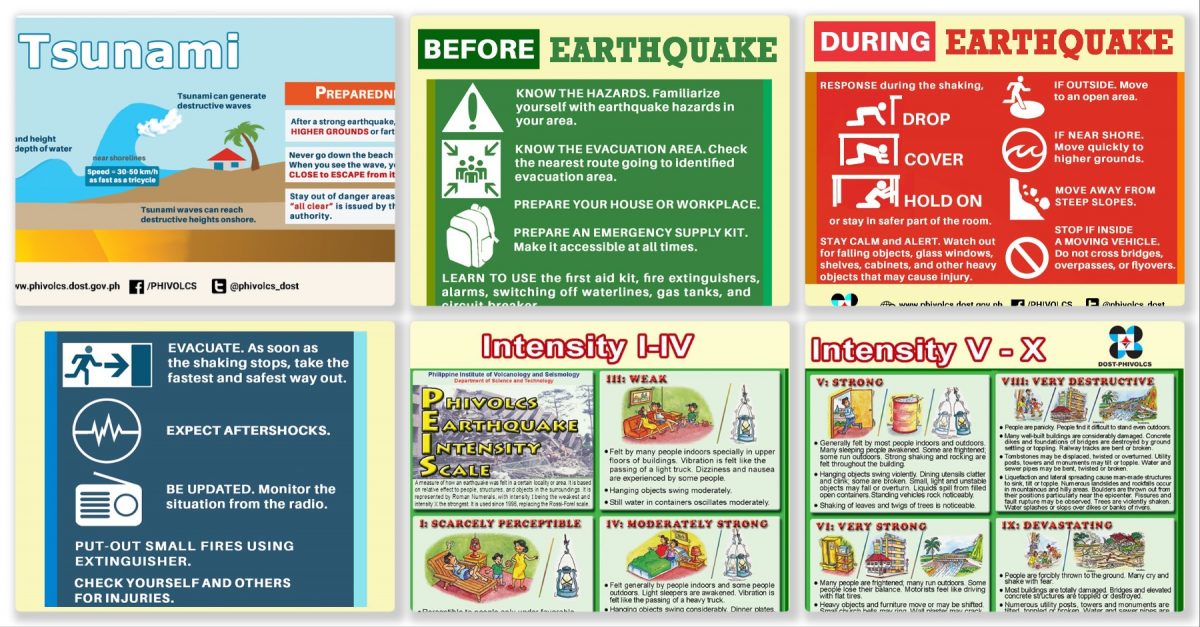 Tsunami
Tsunami can generate
destructive waves
and height
depth of water
near shorelines
Speed = 30-50 km/h
as fast as a tricycle
Tsunami waves can reach
destructive heights onshore.
PREPAREDN
After a strong earthquake,
HIGHER GROUNDS or fart
Never go down the beach
When you see the wave, y
CLOSE to ESCAPE from it
Stay out of danger areas
"all clear" is issued by th
authority.
ww.phivolcs.dost.gov.ph /PHIVOLCS @phivolcs_dost
BEFORE EARTHQUAKE
KNOW THE HAZARDS. Familiarize
yourself with earthquake hazards in
your area.
KNOW THE EVACUATION AREA. Check
the nearest route going to identified
evacuation area.
PREPARE YOUR HOUSE OR WORKPLACE.
PREPARE AN EMERGENCY SUPPLY KIT.
Make it accessible at all times.
LEARN TO USE the first aid kit, fire extinguishers,
alarms, switching off waterlines, gas tanks, and
circuit breaker
DURING EARTHQUAKE
RESPONSE during the shaking,
DROP
COVER
HOLD ON
or stay in safer part of the room.
STAY CALM and ALERT. Watch out
for falling objects, glass windows,
shelves, cabinets, and other heavy
objects that may cause injury.
IF OUTSIDE. Move
to an open area.
IF NEAR SHORE.
Move quickly to
higher grounds.
MOVE AWAY FROM
STEEP SLOPES.
STOP IF INSIDE
A MOVING VEHICLE.
Do not cross bridges,
overpasses, or flyovers.
www.phivolcs.dost.gov.ph /PHIVOLCS @phivolcs_dost
EVACUATE. As soon as
the shaking stops, take the
fastest and safest way out.
EXPECT AFTERSHOCKS.
BE UPDATED. Monitor the
situation from the radio.
PUT-OUT SMALL FIRES USING
EXTINGUISHER.
CHECK YOURSELF AND OTHERS
FOR INJURIES.
Intensity I-IV
Philippine Institute of Volcanology and Seismology
Department of Science and Technology
PHIVOLCS
EARTHQUAKE
INTENSITY
SCALE
A measure of how an earthquake was felt in a certain locality or area. It is based
on relative effect to people, structures, and objects in the surroundings. It is
represented by Roman Numerals, with intensity I being the weakest and
intensity X the strongest. It is used since 1996, replacing the Rossi-Forel scale.
I: SCARCELY PERCEPTIBLE
Perceptible to people only under favorable
III: WEAK
Felt by many people indoors specially in upper
floors of buildings. Vibration is felt like the
passing of a light truck. Dizziness and nausea
are experienced by some people.
Hanging objects swing moderately.
Still water in containers oscillates moderately.
IV: MODERATELY STRONG
Felt generally by people indoors and some people
outdoors. Light sleepers are awakened. Vibration is
felt like the passing of a heavy truck.
Hanging objects swing considerably. Dinner plates,
Intensity V - X
DOST-PHIVOLCS
V: STRONG
Generally felt by most people indoors and outdoors.
Many sleeping people awakened. Some are frightened;
some run outdoors. Strong shaking and rocking are
felt throughout the building.
Hanging objects swing violently. Dining utensils clatter
and clink; some are broken. Small, light and unstable
objects may fall or overturn. Liquids spill from filled
open containers. Standing vehicles rock noticeably.
Shaking of leaves and twigs of trees is noticeable.
VI: VERY STRONG
Many people are frightened; many run outdoors. Some
people lose their balance. Motorists feel like driving
with flat tires.
Heavy objects and furniture move or may be shifted.
Small church bells may ring. Wall plaster may crack.
VIII: VERY DESTRUCTIVE
People are panicky. People find it difficult to stand even outdoors.
Many well-built buildings are considerably damaged. Concrete
dikes and foundations of bridges are destroyed by ground
settling or toppling. Railway tracks are bent or broken.
Tombstones may be displaced, twisted or overturned. Utility
posts, towers and monuments may tilt or topple. Water and
sewer pipes may be bent, twisted or broken.
Liquefaction and lateral spreading cause man-made structures
to sink, tilt or topple. Numerous landslides and rockfalls occur
in mountainous and hilly areas. Boulders are thrown out from
their positions particularly near the epicenter. Fissures and
fault rupture may be observed. Trees are violently shaken.
Water splashes or slops over dikes or banks of rivers.
IX: DEVASTATING
People are forcibly thrown to the ground. Many cry and
shake with fear.
Most buildings are totally damaged. Bridges and elevated
concrete structures are toppled or destroyed.
Numerous utility posts, towers and monuments are
tilted, toppled or broken. Water and sewer pipes are